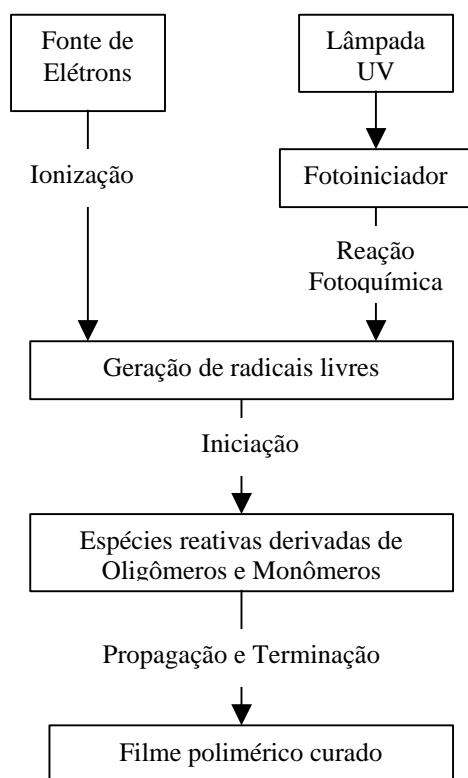 Fonte de
Elétrons
Lâmpada
UV
Ionização
Fotoiniciador
Reação
Fotoquímica
Geração de radicais livres
Iniciação
Espécies reativas derivadas de
Oligômeros e Monômeros
Propagação e Terminação
Filme polimérico curado